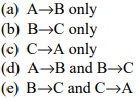 (a) A→B only
(b) B→C only
(c) C→A only
(d) A→B and B→C
(e) B→C and C→A